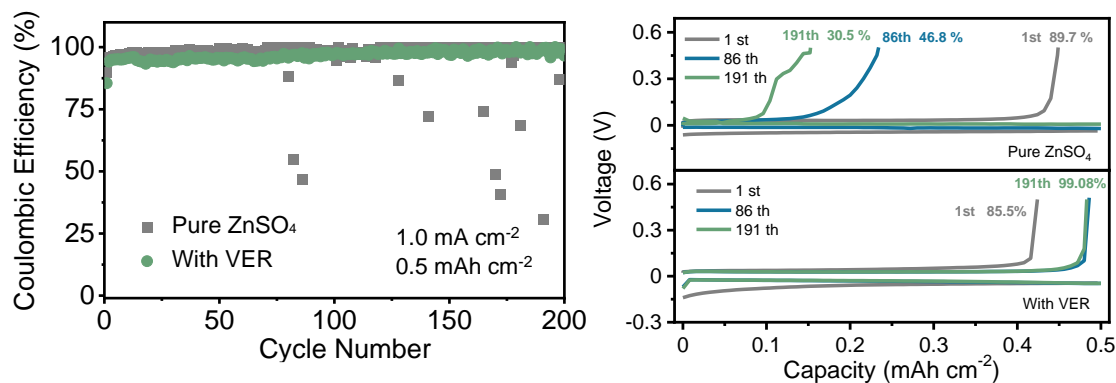 Coulombic Efficiency (%)
100
75
50
25
0
Pure ZnSO₄
With VER
1.0 mA cm⁻²
0.5 mAh cm⁻²
0 50 100 150 200
Cycle Number
Voltage (V)
0.6
0.3
0
1 st
86 th
191 th
191th 30.5 %
86th 46.8 %
1st 89.7 %
Pure ZnSO₄
0.6
0.3
0
-0.3
1 st
86 th
191 th
191th 99.08%
1st 85.5%
With VER
0 0.1 0.2 0.3 0.4 0.5
Capacity (mAh cm⁻²)